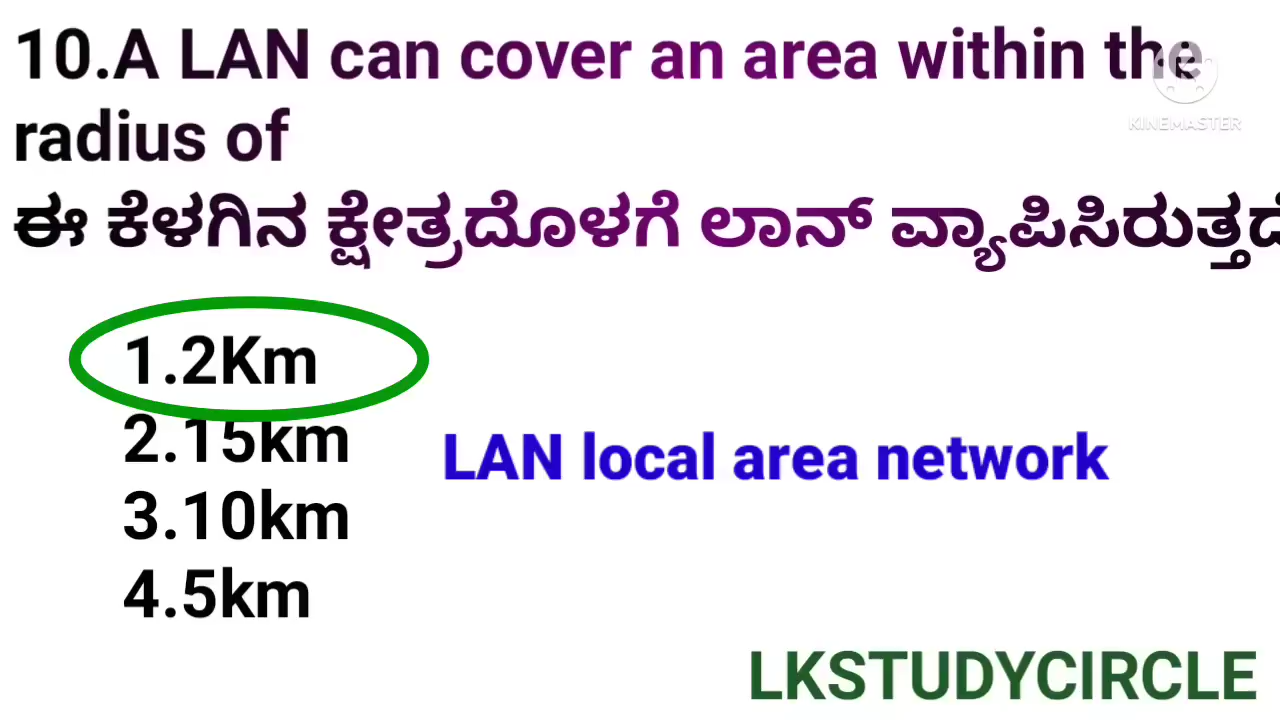 10.A LAN can cover an area within the
KINEMASTER
radius of
ಈ ಕೆಳಗಿನ ಕ್ಷೇತ್ರದೊಳಗೆ ಲಾನ್ ವ್ಯಾಪಿಸಿರುತ್ತದೆ
1.2Km
2.15km
LAN local area network
3.10km
4.5km
LKSTUDYCIRCLE